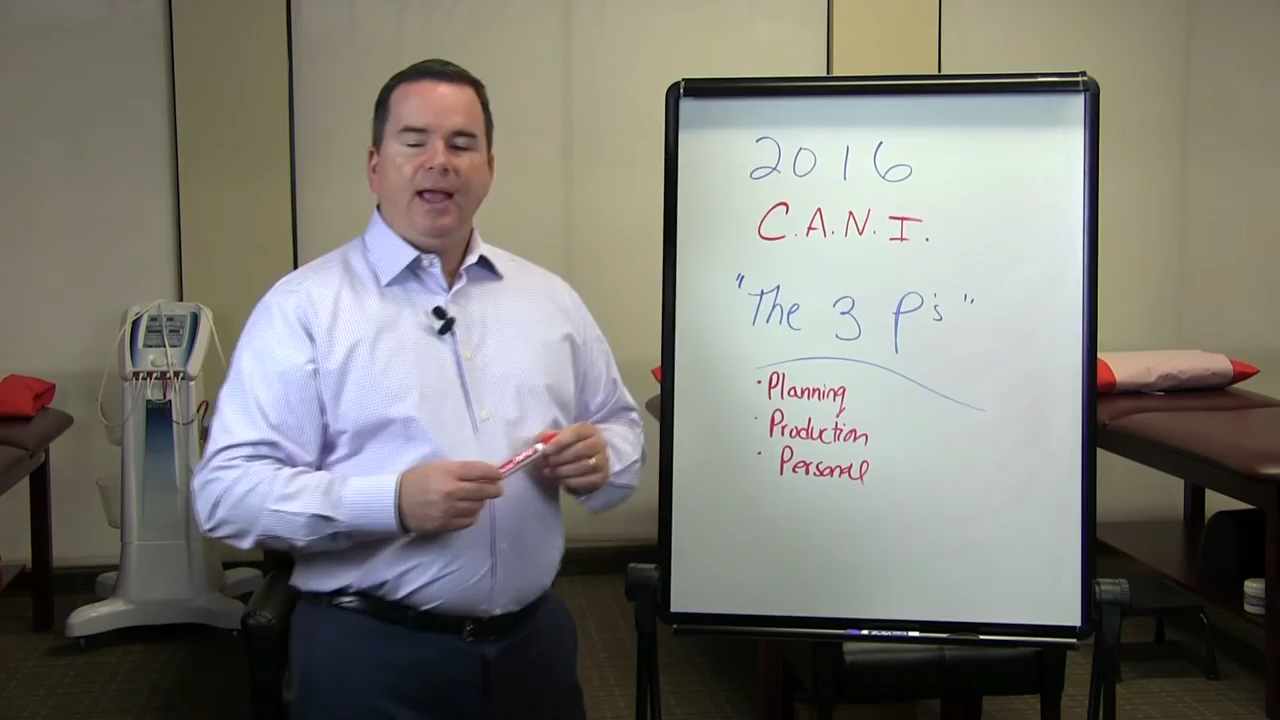 2016
C.A.N.I.
"The 3 P's"
· Planning
· Production
· Personal